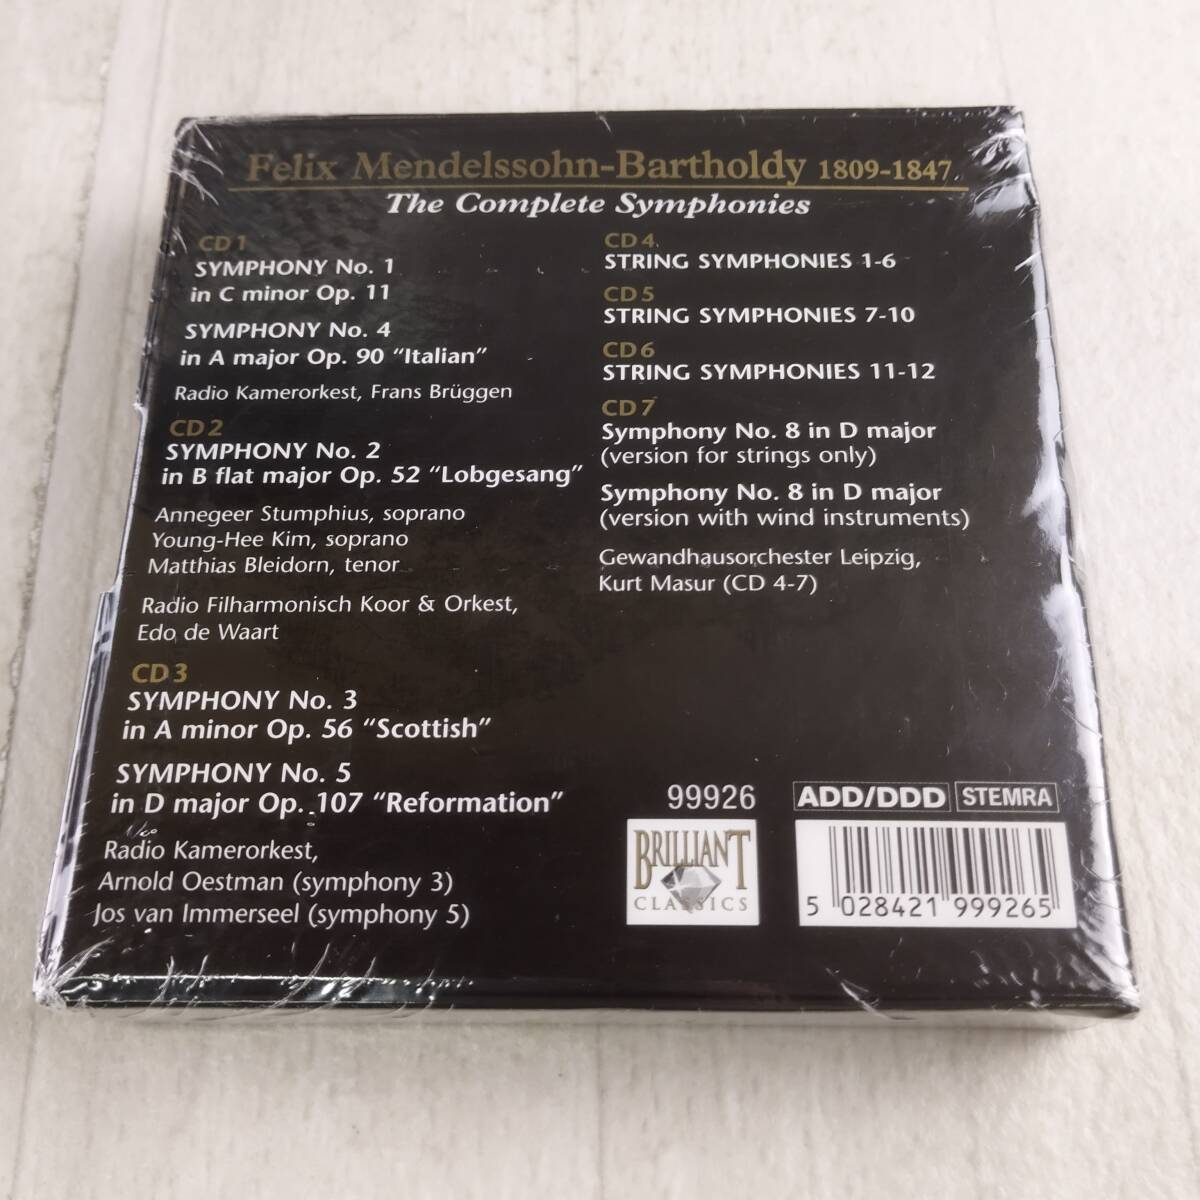 Felix Mendelssohn-Bartholdy 1809-1847
The Complete Symphonies
CD 1
SYMPHONY No. 1
in C minor Op. 11
SYMPHONY No. 4
in A major Op. 90 “Italian”
Radio Kamerorkest, Frans Brüggen
CD 2
SYMPHONY No. 2
in B flat major Op. 52 “Lobgesang”
Annegeer Stumphius, soprano
Young-Hee Kim, soprano
Matthias Bleidorn, tenor
Radio Filharmonisch Koor & Orkest,
Edo de Waart
CD 3
SYMPHONY No. 3
in A minor Op. 56 “Scottish”
SYMPHONY No. 5
in D major Op. 107 “Reformation”
Radio Kamerorkest,
Arnold Oestman (symphony 3)
Jos van Immerseel (symphony 5)
CD 4
STRING SYMPHONIES 1-6
CD 5
STRING SYMPHONIES 7-10
CD 6
STRING SYMPHONIES 11-12
CD 7
Symphony No. 8 in D major
(version for strings only)
Symphony No. 8 in D major
(version with wind instruments)
Gewandhausorchester Leipzig,
Kurt Masur (CD 4-7)
99926
ADD/DDD STEMRA
BRILLIANT
CLASSICS
5 028421 999265